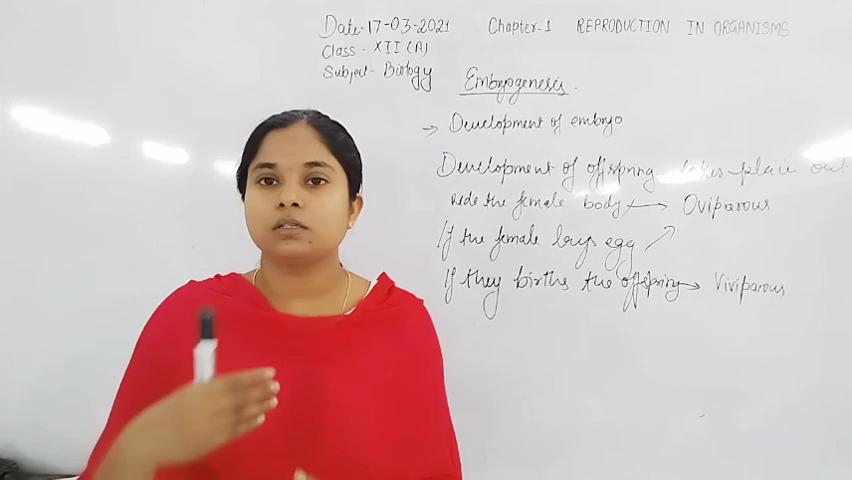 Date-17-03-2021 Chapter-1 REPRODUCTION IN ORGANISMS
Class - XII (A)
Subject- Biology
Embryogenesis.
→ Development of embryo
Development of offspring takes place out
side the female body → Oviparous
If the female lays egg
If they births the offspring → Viviparous